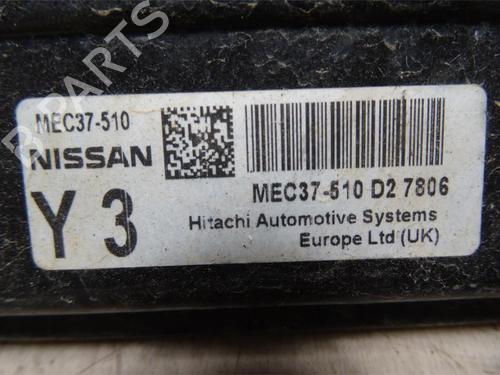 B-PARTS
MEC37-510
NISSAN
Y 3
MEC37-510 D2 7806
Hitachi Automotive Systems
Europe Ltd (UK)